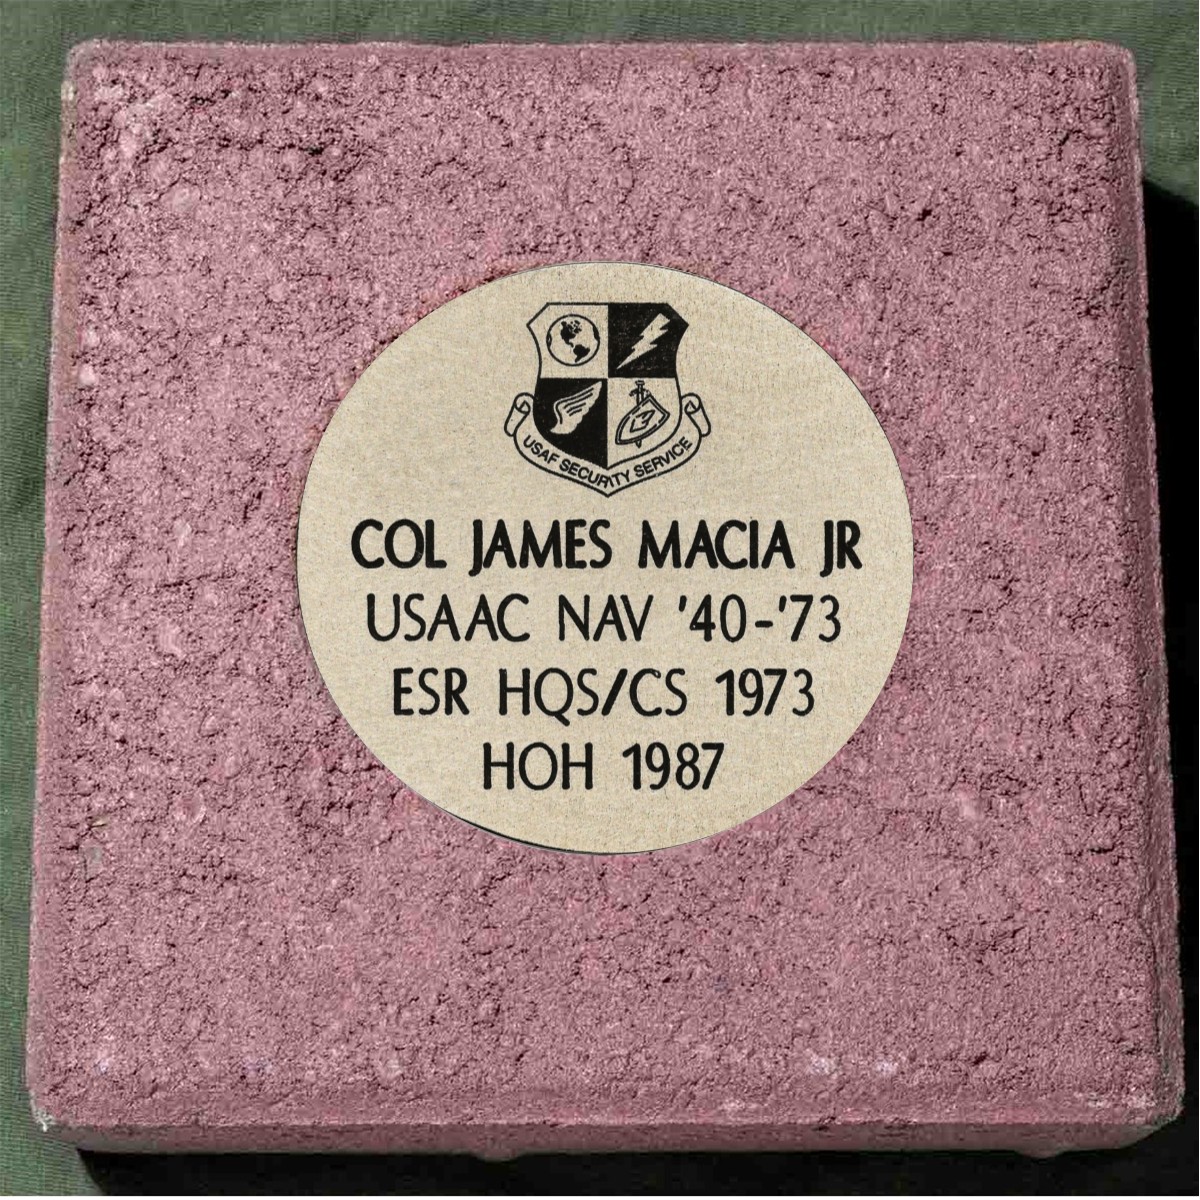 USAF SECURITY SERVICE
COL JAMES MACIA JR
USAAC NAV '40-'73
ESR HQS/CS 1973
HOH 1987